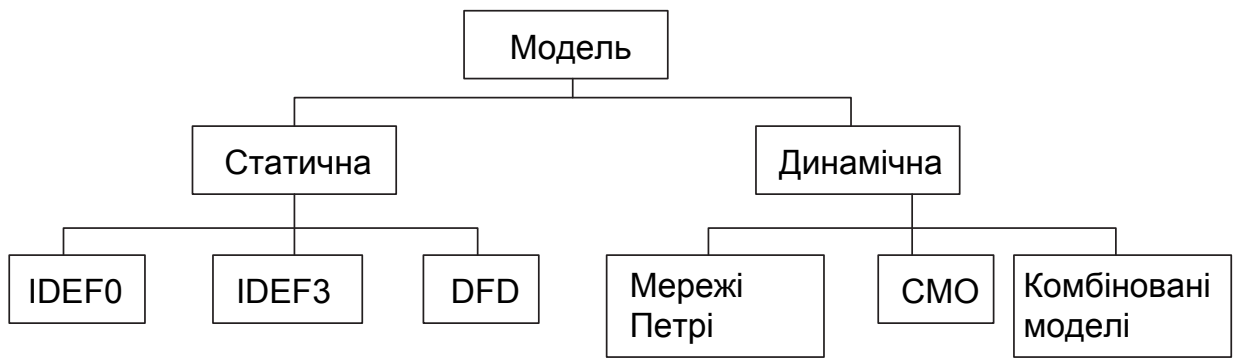 Модель
Статична
Динамічна
IDEF0
IDEF3
DFD
Мережі
Петрі
СМО
Комбіновані
моделі